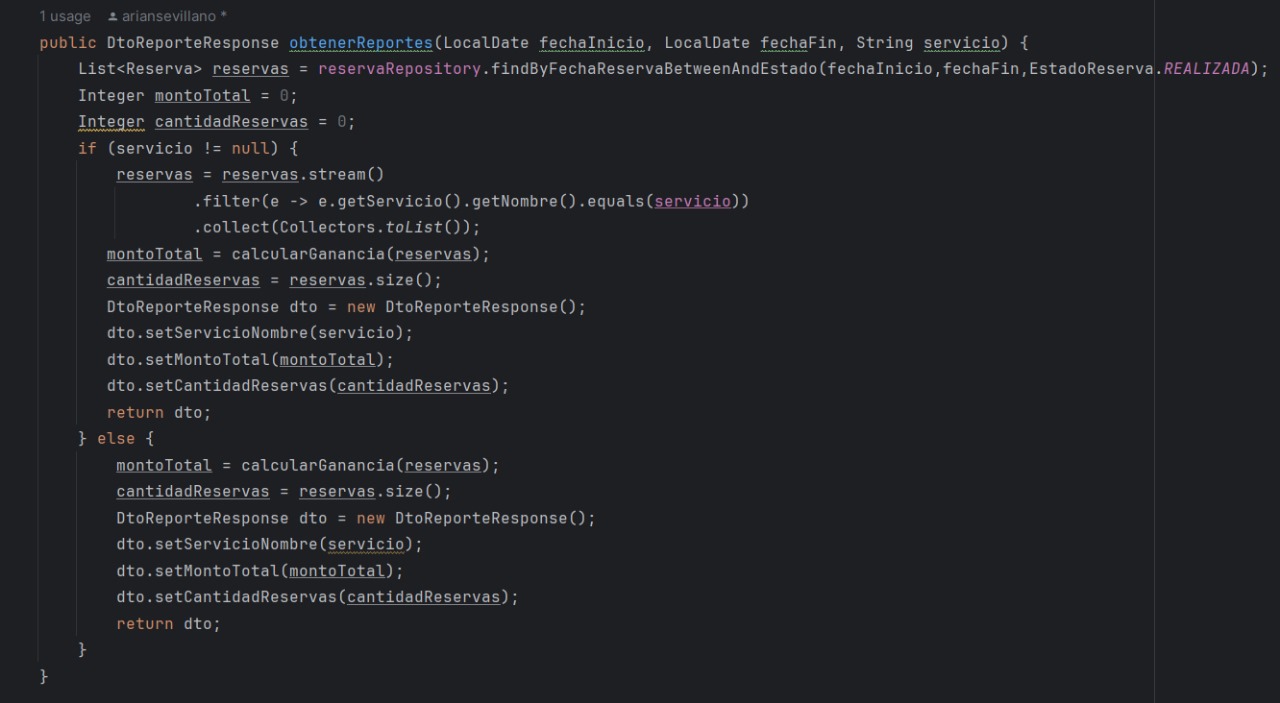 1 usage ariansevillano *
public DtoReporteResponse obtenerReportes(LocalDate fechaInicio, LocalDate fechaFin, String servicio) {
List<Reserva> reservas = reservaRepository.findByFechaReservaBetweenAndEstado(fechaInicio,fechaFin,EstadoReserva.REALIZADA);
Integer montoTotal = 0;
Integer cantidadReservas = 0;
if (servicio != null) {
reservas = reservas.stream()
.filter(e -> e.getServicio().getNombre().equals(servicio))
.collect(Collectors.toList());
montoTotal = calcularGanancia(reservas);
cantidadReservas = reservas.size();
DtoReporteResponse dto = new DtoReporteResponse();
dto.setServicioNombre(servicio);
dto.setMontoTotal(montoTotal);
dto.setCantidadReservas(cantidadReservas);
return dto;
} else {
montoTotal = calcularGanancia(reservas);
cantidadReservas = reservas.size();
DtoReporteResponse dto = new DtoReporteResponse();
dto.setServicioNombre(servicio);
dto.setMontoTotal(montoTotal);
dto.setCantidadReservas(cantidadReservas);
return dto;
}
}